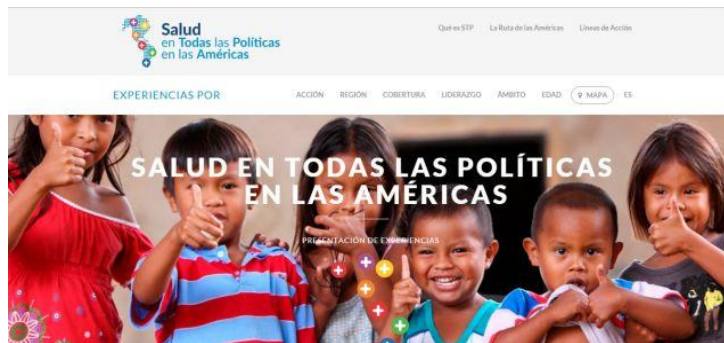 Salud
en Todas las Políticas
en las Américas
Qué es STP La Ruta de las Américas Líneas de Acción
EXPERIENCIAS POR ACCIÓN REGIÓN COBERTURA LIDERAZGO ÁMBITO EDAD MAPA ES
SALUD EN TODAS LAS POLÍTICAS
EN LAS AMÉRICAS
PRESENTACIÓN DE EXPERIENCIAS